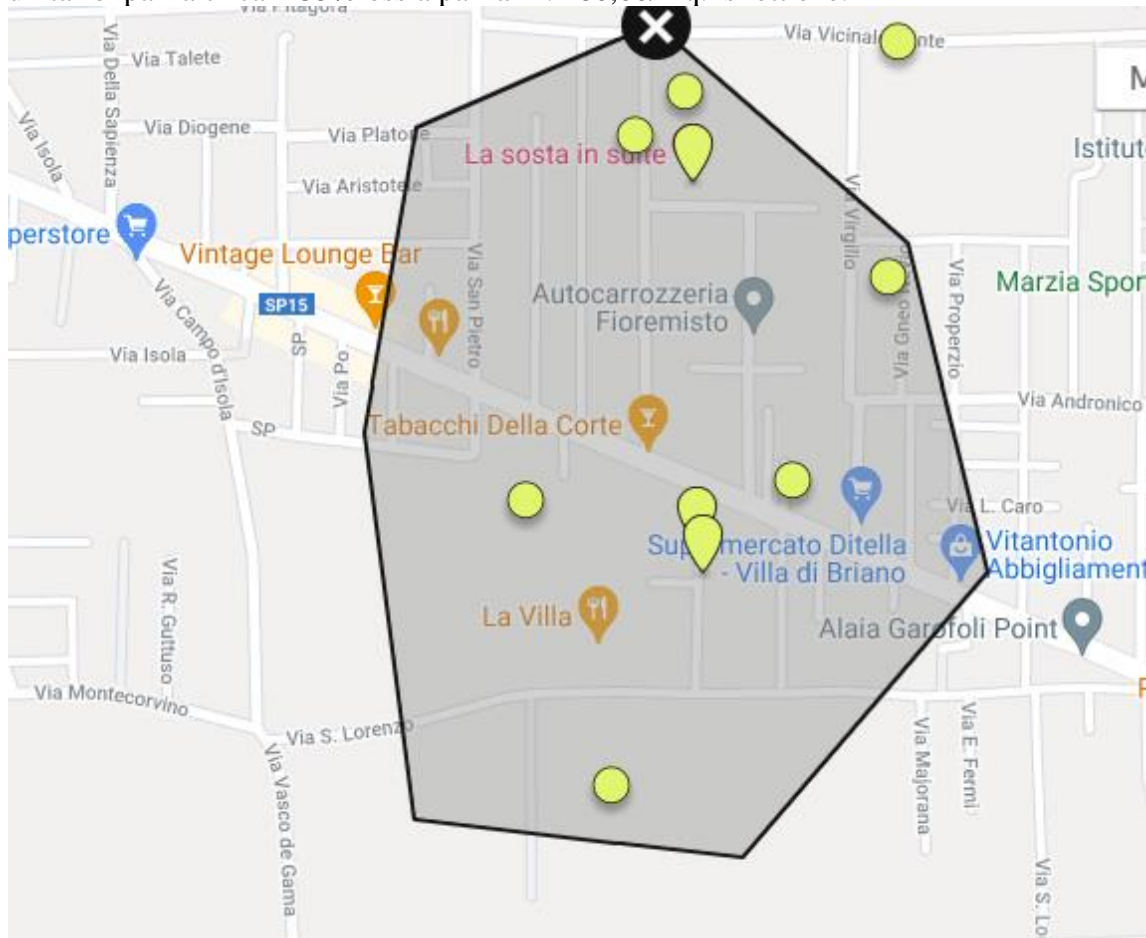 Via Pitagora
Via Vicinale
nte
Via Della Sapienza
Via Talete
M
Via Isola
Via Diogene
Via Platone
La sosta in suite
Istitut
Via Aristotele
Via Virgilio
perstore
Vintage Lounge Bar
Via San Pietro
Via Properzio
Marzia Spor
Autocarrozzeria
Fioremisto
SP15
Via Campo d'Isola
Via Gneo
SP
Via Isola
Via Po
Via Andronico
Tabacchi Della Corte
SP
Via L. Caro
Supermercato Ditella
- Villa di Briano
Vitantonio
Abbigliament
Via R. Guttuso
La Villa
Alaia Garofoli Point
Via Montecorvino
Via S. Lorenzo
Via Majorana
Via E. Fermi
Via Vasco de Gama
Via S. Lo